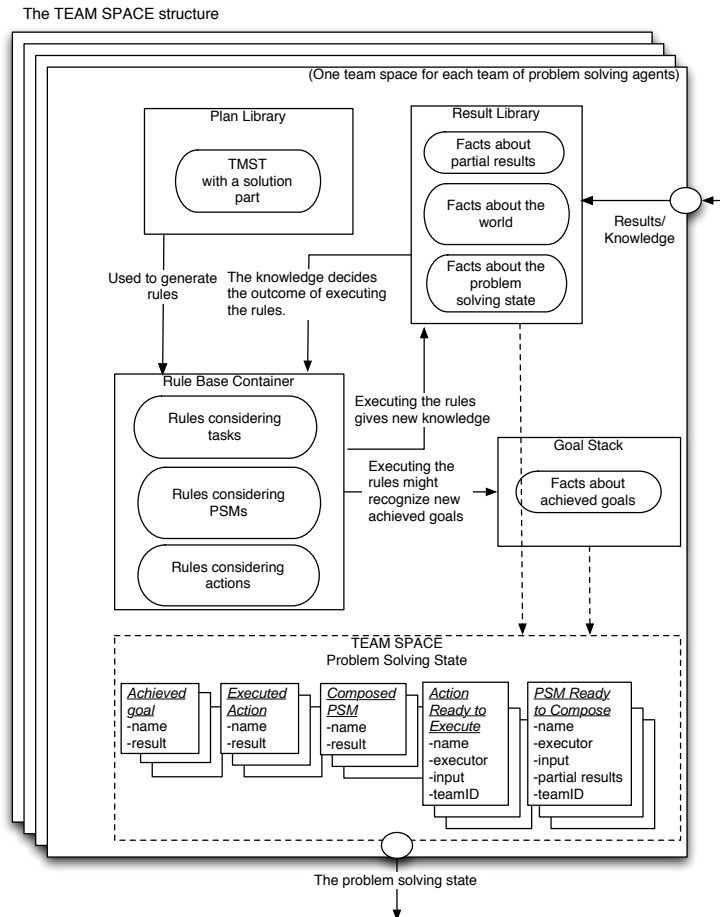 The TEAM SPACE structure
(One team space for each team of problem solving agents)
Plan Library
TMST
with a solution
part
Result Library
Facts about
partial results
Facts about the
world
Facts about the
problem
solving state
Results/
Knowledge
Used to generate
rules
The knowledge decides
the outcome of executing
the rules.
Rule Base Container
Rules considering
tasks
Rules considering
PSMs
Rules considering
actions
Executing the rules
gives new knowledge
Executing the
rules might
recognize new
achieved goals
Goal Stack
Facts about
achieved goals
TEAM SPACE
Problem Solving State
Achieved
goal
-name
-result
Executed
Action
-name
-result
Composed
PSM
-name
-result
Action
Ready to
Execute
-name
-executor
-input
-teamID
PSM Ready
to Compose
-name
-executor
-input
-partial results
-teamID
The problem solving state